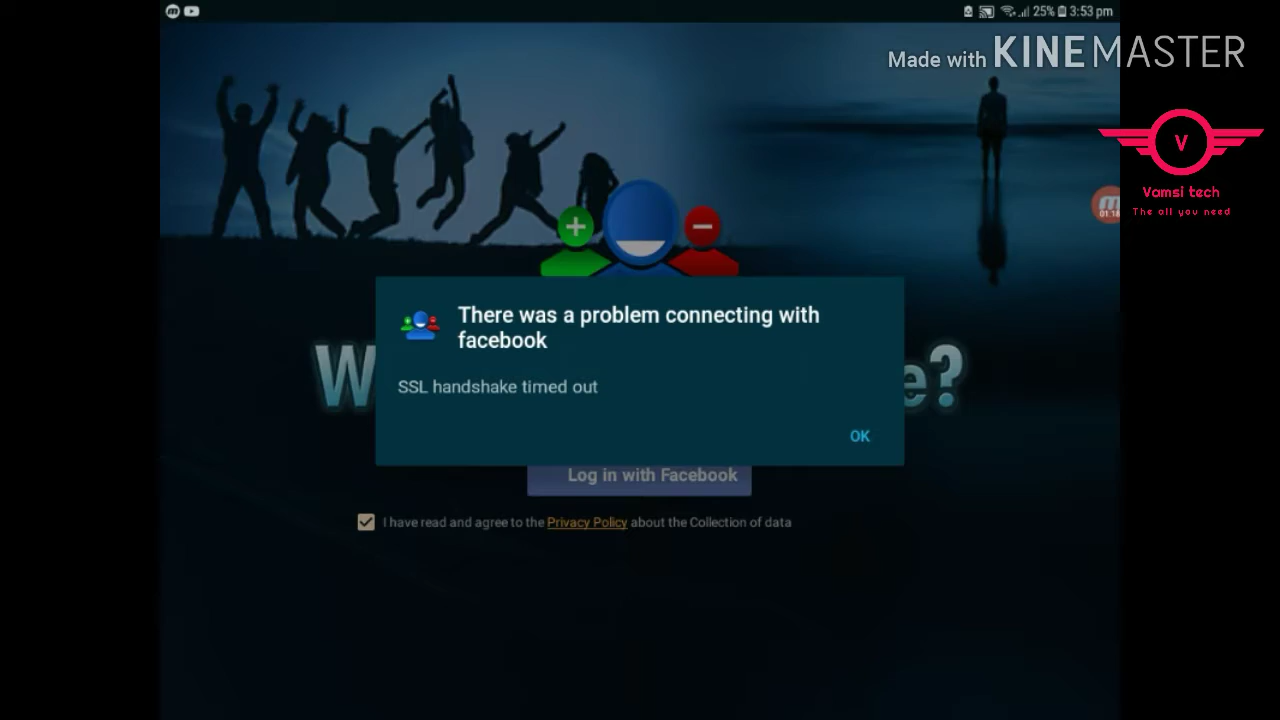 25% 3:53 pm
Made with KINEMASTER
V
Vamsi tech
The all you need
01:18
There was a problem connecting with
facebook
SSL handshake timed out
W e?
OK
Log in with Facebook
I have read and agree to the Privacy Policy about the Collection of data